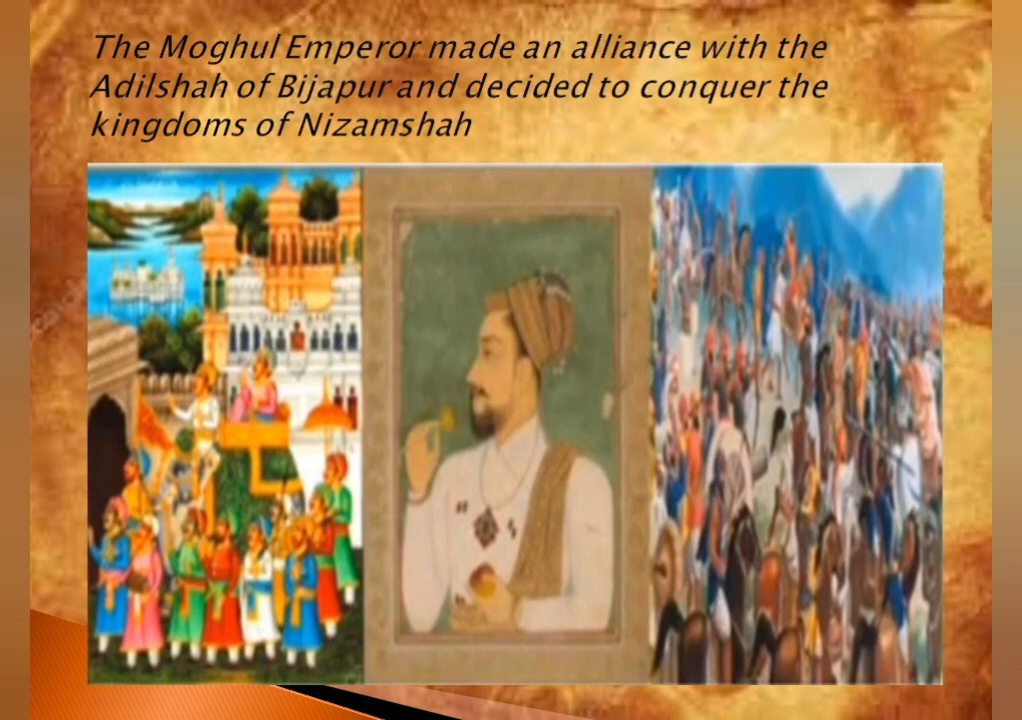 The Moghul Emperor made an alliance with the
Adilshah of Bijapur and decided to conquer the
kingdoms of Nizamshah